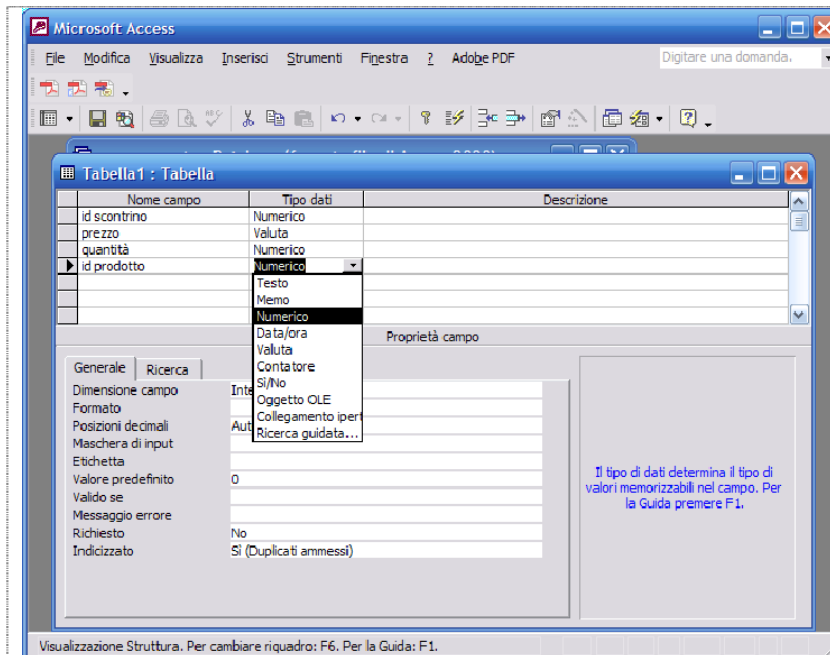 Microsoft Access
File Modifica Visualizza Inserisci Strumenti Finestra ? Adobe PDF Digitare una domanda.
Tabella1 : Tabella
Nome campo Tipo dati Descrizione
id scontrino Numerico
prezzo Valuta
quantità Numerico
id prodotto Numerico
Testo
Memo
Numerico
Data/ora
Valuta
Contatore
Sì/No
Oggetto OLE
Collegamento ipert
Ricerca guidata...
Proprietà campo
Generale Ricerca
Dimensione campo Inte
Formato
Posizioni decimali Aut
Maschera di input
Etichetta
Valore predefinito 0
Valido se
Messaggio errore
Richiesto No
Indicizzato Sì (Duplicati ammessi)
Il tipo di dati determina il tipo di
valori memorizzabili nel campo. Per
la Guida premere F1.
Visualizzazione Struttura. Per cambiare riquadro: F6. Per la Guida: F1.